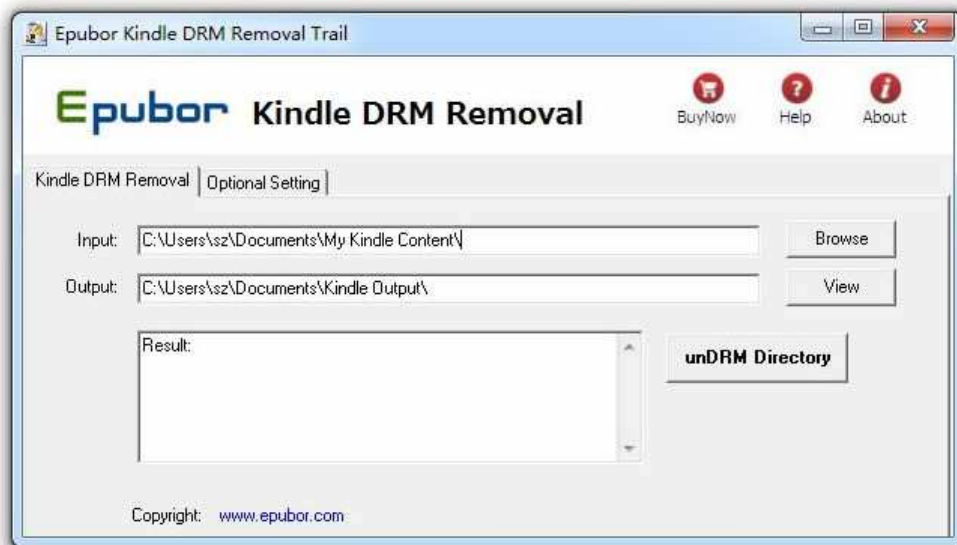 Epubor Kindle DRM Removal Trail
Epubor Kindle DRM Removal
BuyNow Help About
Kindle DRM Removal Optional Setting
Input: C:\Users\sz\Documents\My Kindle Content\ Browse
Output: C:\Users\sz\Documents\Kindle Output\ View
Result:
unDRM Directory
Copyright: www.epubor.com